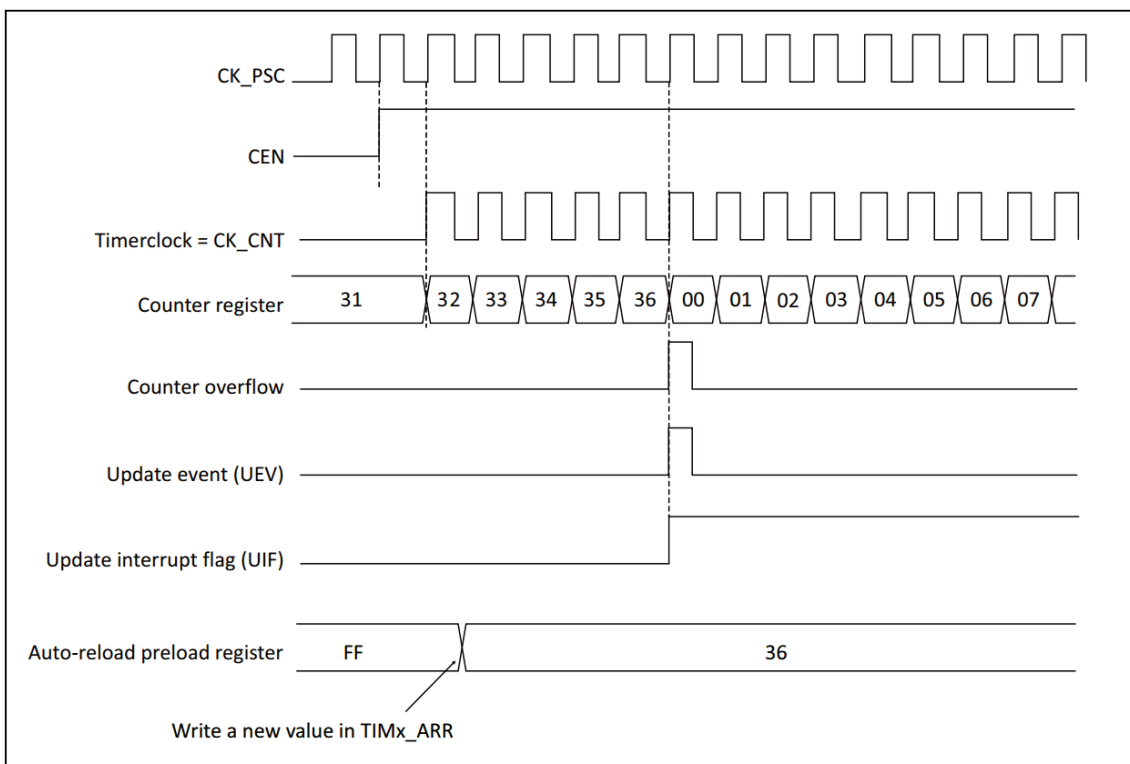 CK_PSC
CEN
Timerclock = CK_CNT
Counter register 31 32 33 34 35 36 00 01 02 03 04 05 06 07
Counter overflow
Update event (UEV)
Update interrupt flag (UIF)
Auto-reload preload register FF 36
Write a new value in TIMx_ARR